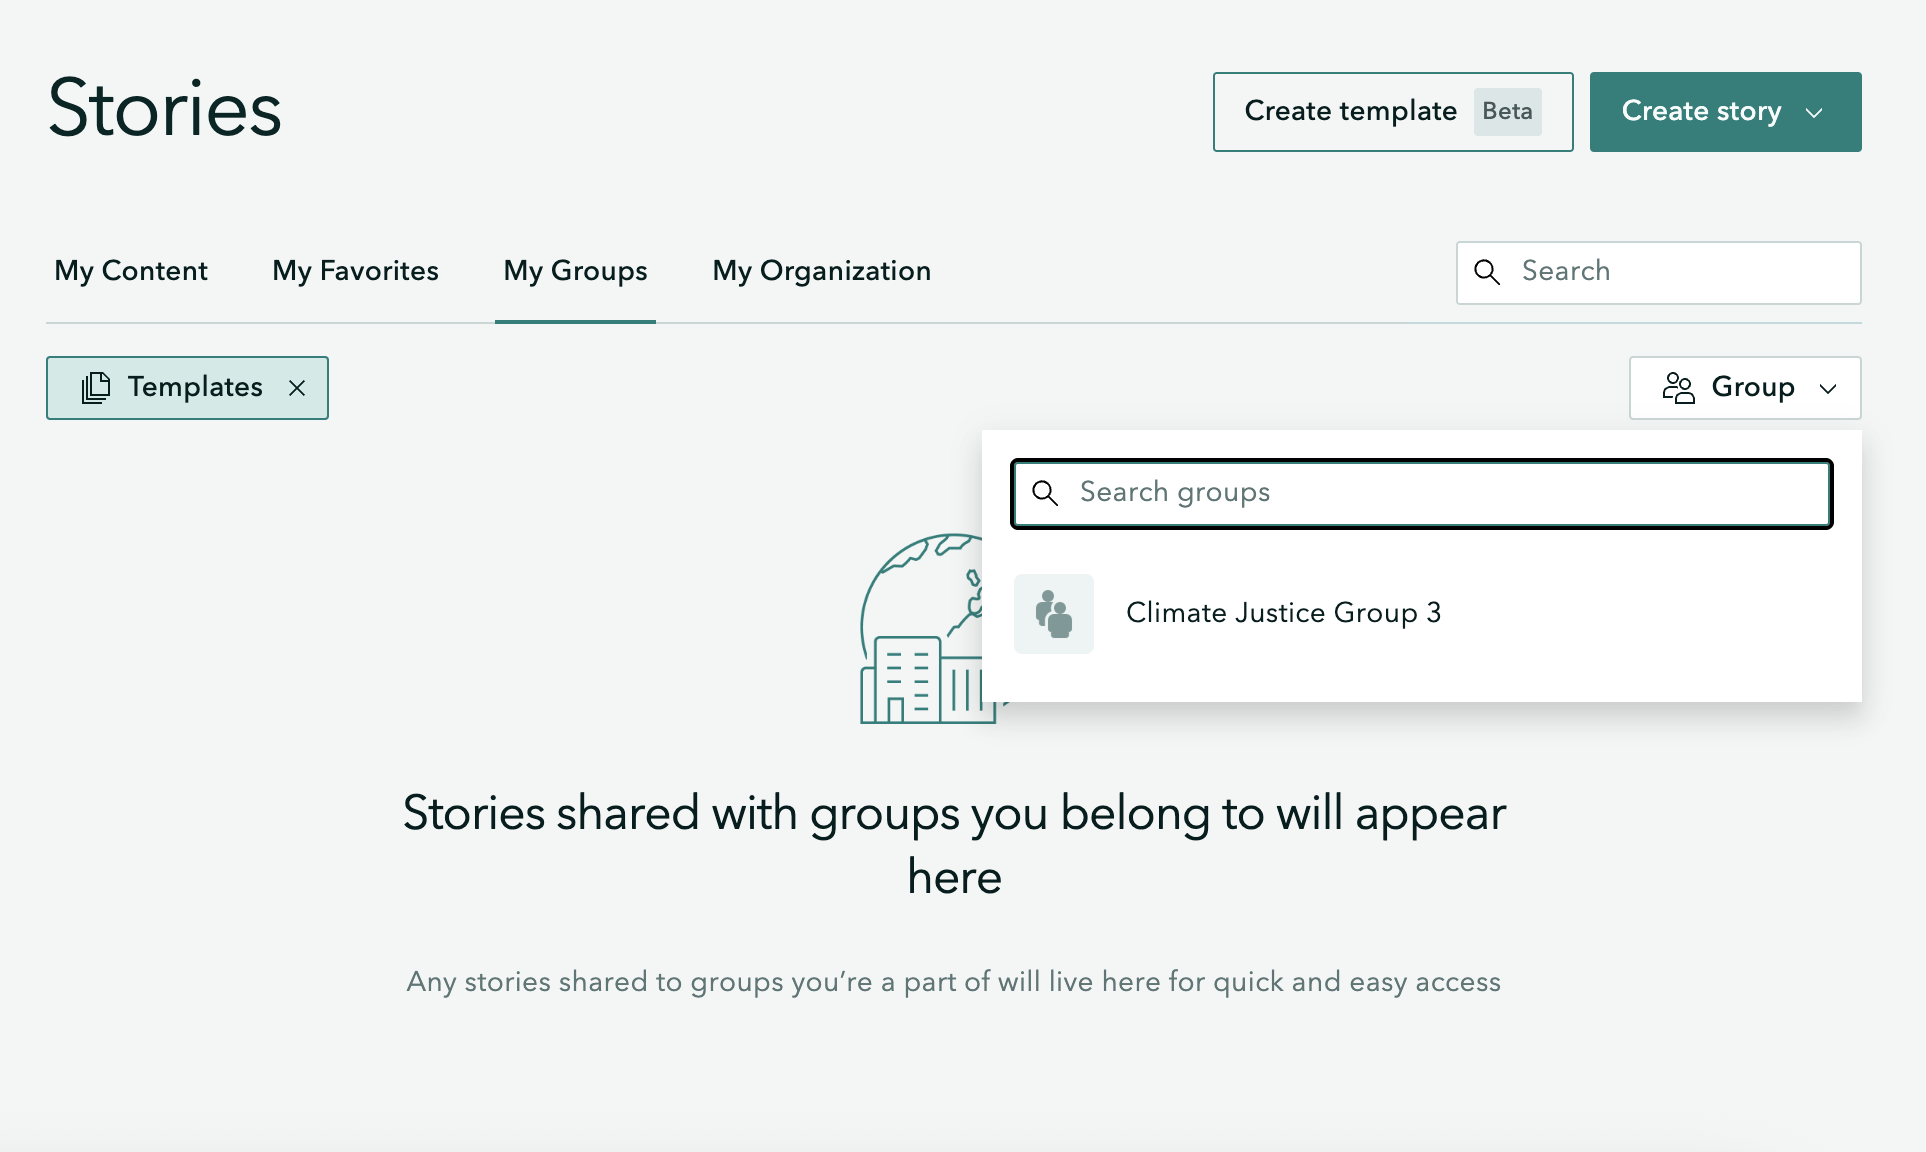 Stories
Create template Beta
Create story
My Content
My Favorites
My Groups
My Organization
Search
Templates
Group
Search groups
Climate Justice Group 3
Stories shared with groups you belong to will appear
here
Any stories shared to groups you’re a part of will live here for quick and easy access